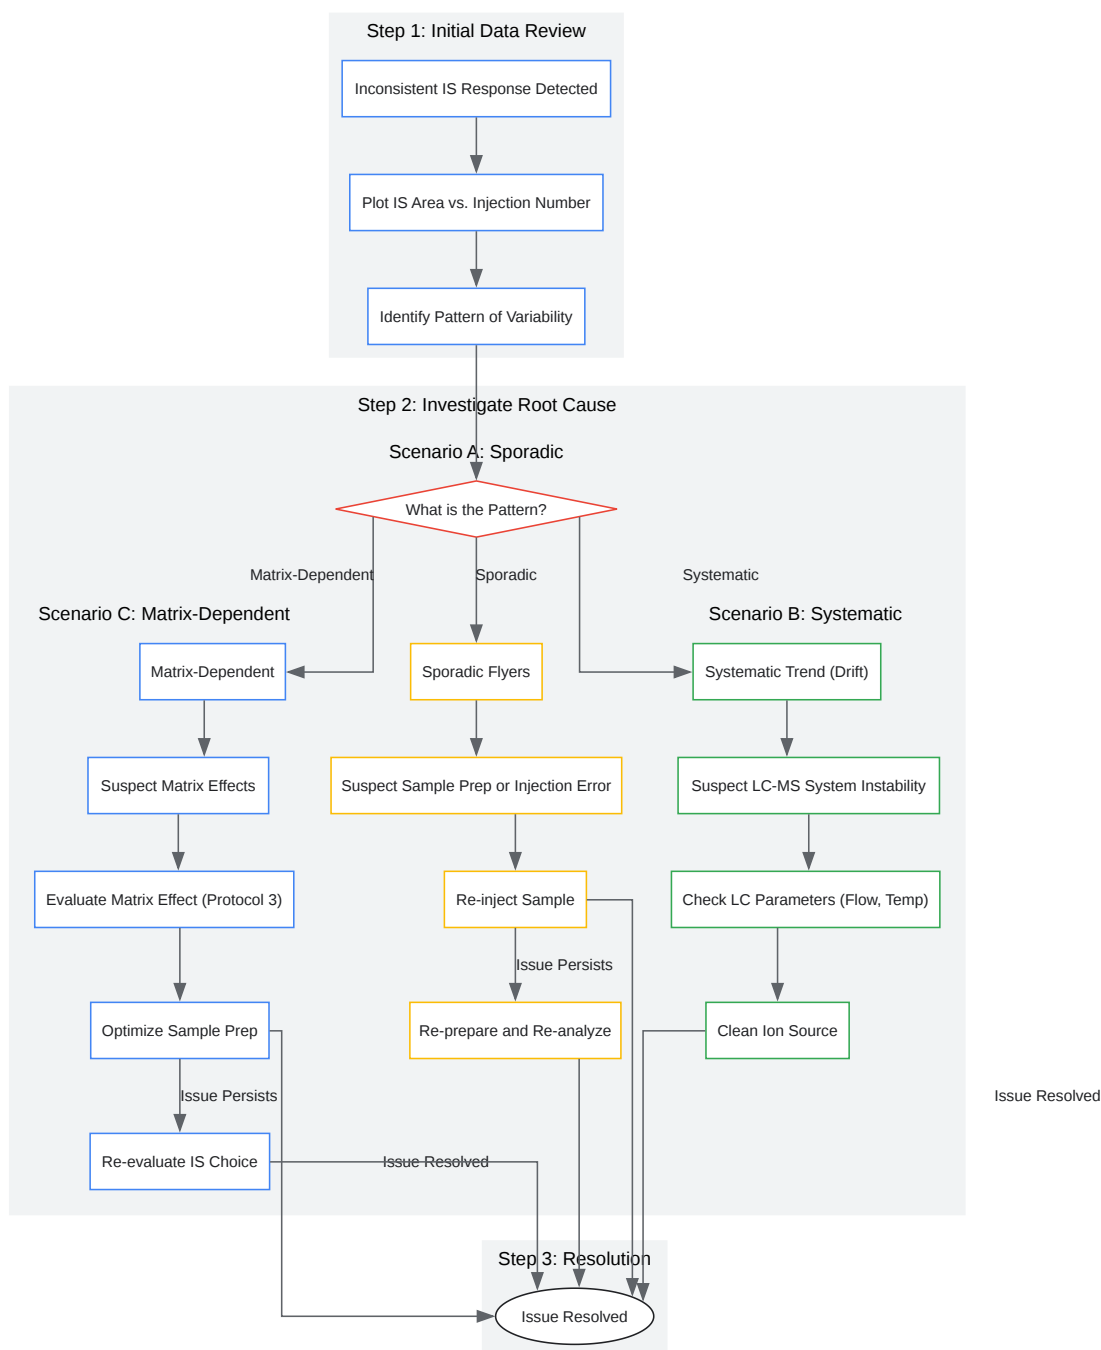 Step 1: Initial Data Review
Inconsistent IS Response Detected
Plot IS Area vs. Injection Number
Identify Pattern of Variability
Step 2: Investigate Root Cause
Scenario A: Sporadic
What is the Pattern?
Matrix-Dependent
Sporadic
Systematic
Scenario C: Matrix-Dependent
Scenario B: Systematic
Matrix-Dependent
Sporadic Flyers
Systematic Trend (Drift)
Suspect Matrix Effects
Suspect Sample Prep or Injection Error
Suspect LC-MS System Instability
Evaluate Matrix Effect (Protocol 3)
Re-inject Sample
Check LC Parameters (Flow, Temp)
Issue Persists
Optimize Sample Prep
Re-prepare and Re-analyze
Clean Ion Source
Issue Persists
Issue Resolved
Re-evaluate IS Choice
Issue Resolved
Step 3: Resolution
Issue Resolved